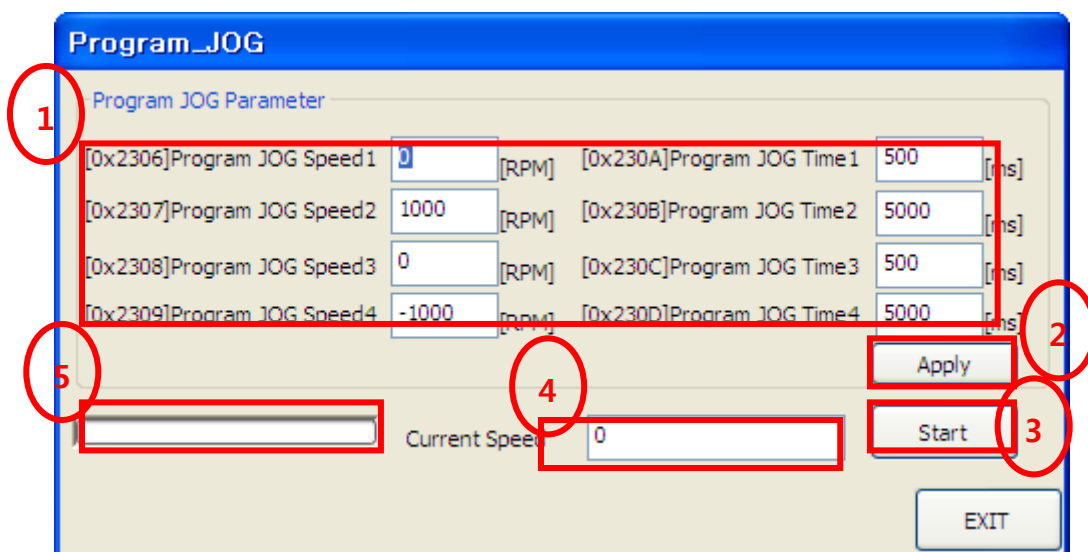 Program_JOG
1
Program JOG Parameter
[0x2306]Program JOG Speed1 0 [RPM] [0x230A]Program JOG Time1 500 [ms]
[0x2307]Program JOG Speed2 1000 [RPM] [0x230B]Program JOG Time2 5000 [ms]
[0x2308]Program JOG Speed3 0 [RPM] [0x230C]Program JOG Time3 500 [ms]
[0x2309]Program JOG Speed4 -1000 [RPM] [0x230D]Program JOG Time4 5000 [ms]
2
Apply
5
4
Current Speed 0
Start
3
EXIT